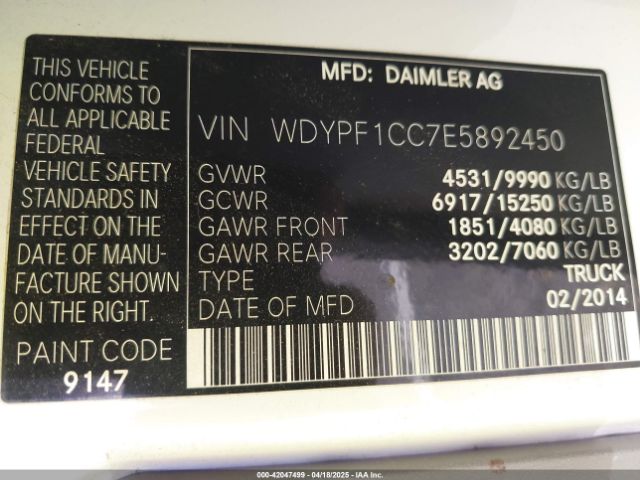 THIS VEHICLE
CONFORMS TO
ALL APPLICABLE
FEDERAL
VEHICLE SAFETY
STANDARDS IN
EFFECT ON THE
DATE OF MANU-
FACTURE SHOWN
ON THE RIGHT.
PAINT CODE
9147
MFD: DAIMLER AG
VIN WDYPF1CC7E5892450
GVWR 4531/9990 KG/LB
GCWR 6917/15250 KG/LB
GAWR FRONT 1851/4080 KG/LB
GAWR REAR 3202/7060 KG/LB
TYPE TRUCK
DATE OF MFD 02/2014
000-42047499 - 04/18/2025 - IAAI.COM